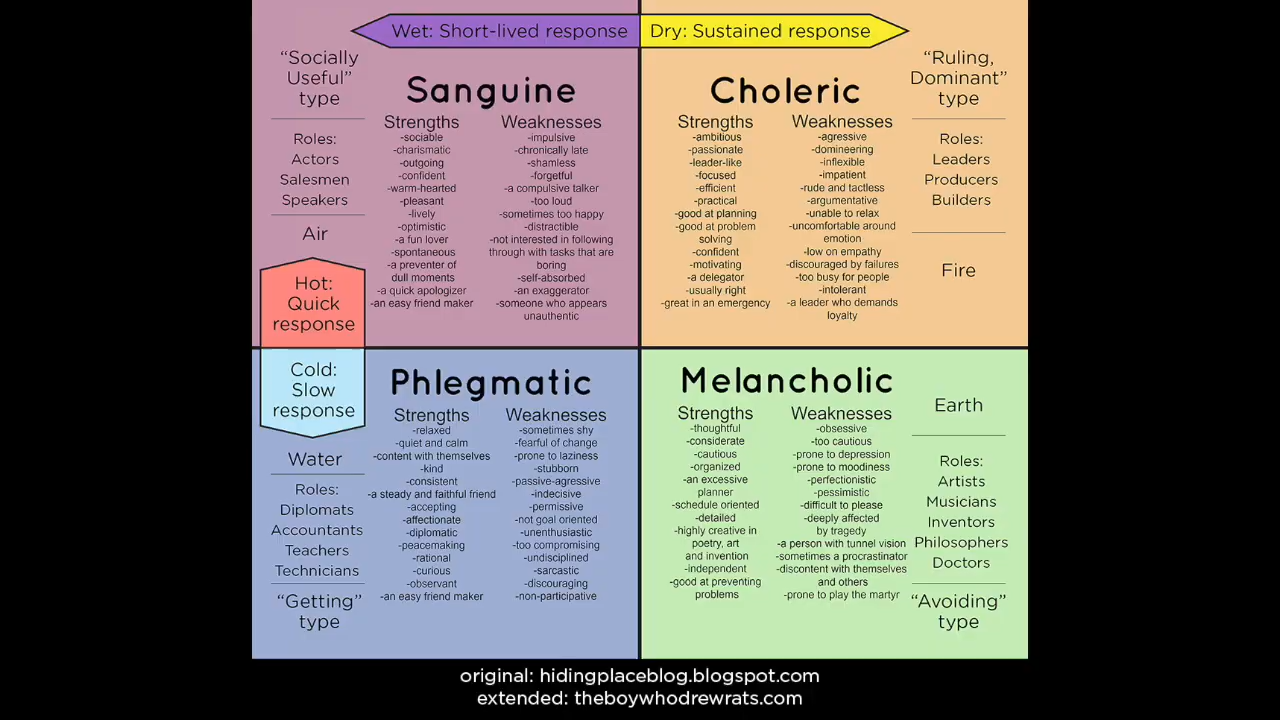 Wet: Short-lived response
Dry: Sustained response
“Socially
Useful”
type
Roles:
Actors
Salesmen
Speakers
Air
Hot:
Quick
response
Sanguine
Strengths
-sociable
-charismatic
-outgoing
-confident
-warm-hearted
-pleasant
-lively
-optimistic
-a fun lover
-spontaneous
-a preventer of
dull moments
-a quick apologizer
-an easy friend maker
Weaknesses
-impulsive
-chronically late
-shamless
-forgetful
-a compulsive talker
-too loud
-sometimes too happy
-distractible
-not interested in following
through with tasks that are
boring
-self-absorbed
-an exaggerator
-someone who appears
unauthentic
Choleric
Strengths
-ambitious
-passionate
-leader-like
-focused
-efficient
-practical
-good at planning
-good at problem
solving
-confident
-motivating
-a delegator
-usually right
-great in an emergency
Weaknesses
-agressive
-domineering
-inflexible
-impatient
-rude and tactless
-argumentative
-unable to relax
-uncomfortable around
emotion
-low on empathy
-discouraged by failures
-too busy for people
-intolerant
-a leader who demands
loyalty
“Ruling,
Dominant”
type
Roles:
Leaders
Producers
Builders
Fire
Cold:
Slow
response
Water
Roles:
Diplomats
Accountants
Teachers
Technicians
“Getting”
type
Phlegmatic
Strengths
-relaxed
-quiet and calm
-content with themselves
-kind
-consistent
-a steady and faithful friend
-accepting
-affectionate
-diplomatic
-peacemaking
-rational
-curious
-observant
-an easy friend maker
Weaknesses
-sometimes shy
-fearful of change
-prone to laziness
-stubborn
-passive-agressive
-indecisive
-permissive
-not goal oriented
-unenthusiastic
-too compromising
-undisciplined
-sarcastic
-discouraging
-non-participative
Melancholic
Strengths
-thoughtful
-considerate
-cautious
-organized
-an excessive
planner
-schedule oriented
-detailed
-highly creative in
poetry, art
and invention
-independent
-good at preventing
problems
Weaknesses
-obsessive
-too cautious
-prone to depression
-prone to moodiness
-perfectionistic
-pessimistic
-difficult to please
-deeply affected
by tragedy
-a person with tunnel vision
-sometimes a procrastinator
-discontent with themselves
and others
-prone to play the martyr
Earth
Roles:
Artists
Musicians
Inventors
Philosophers
Doctors
“Avoiding”
type
original: hidingplaceblog.blogspot.com
extended: theboywhodrewrats.com